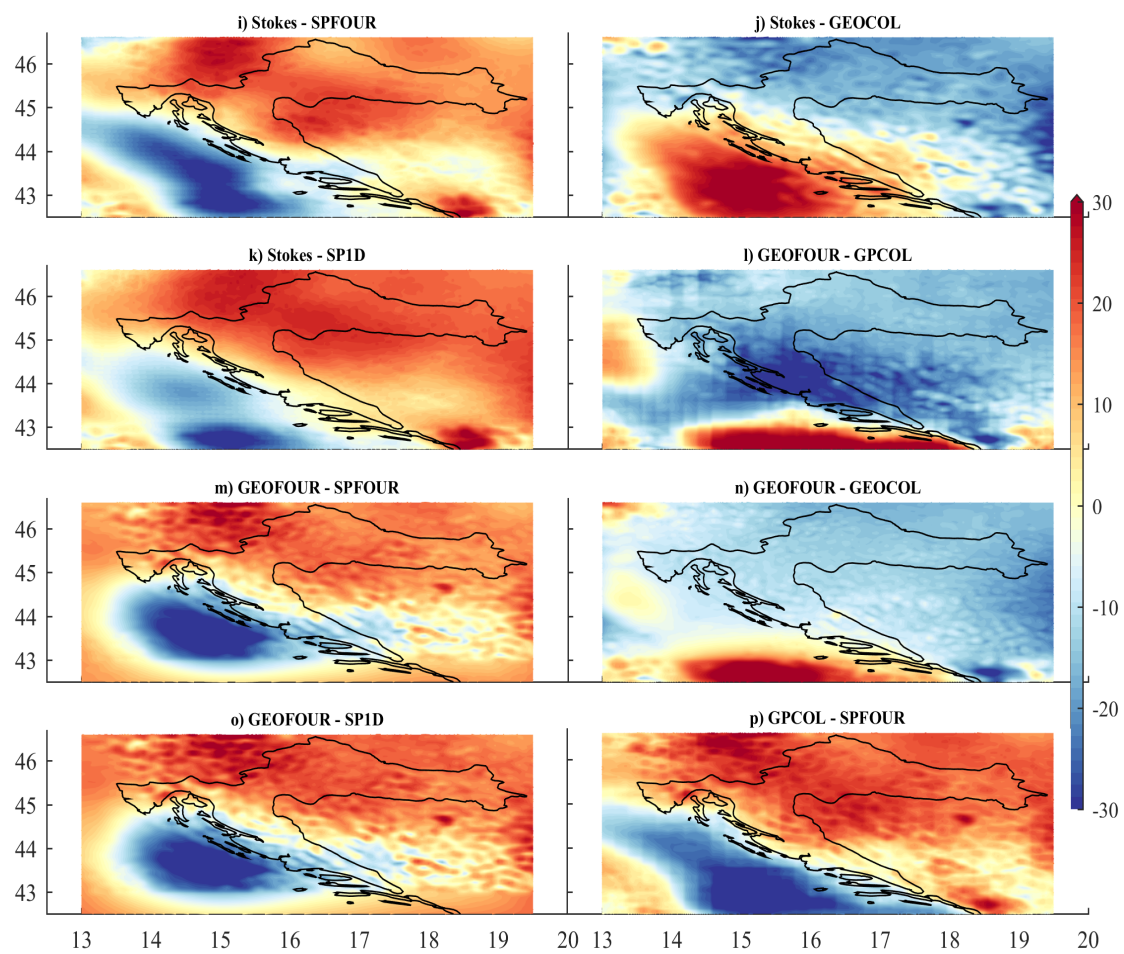 i) Stokes - SPFOUR
j) Stokes - GEOCOL
46
45
44
43
k) Stokes - SP1D
l) GEOFOUR - GPCOL
46
45
44
43
m) GEOFOUR - SPFOUR
n) GEOFOUR - GEOCOL
46
45
44
43
o) GEOFOUR - SP1D
p) GPCOL - SPFOUR
46
45
44
43
13 14 15 16 17 18 19 20 13 14 15 16 17 18 19 20
30
20
10
0
-10
-20
-30